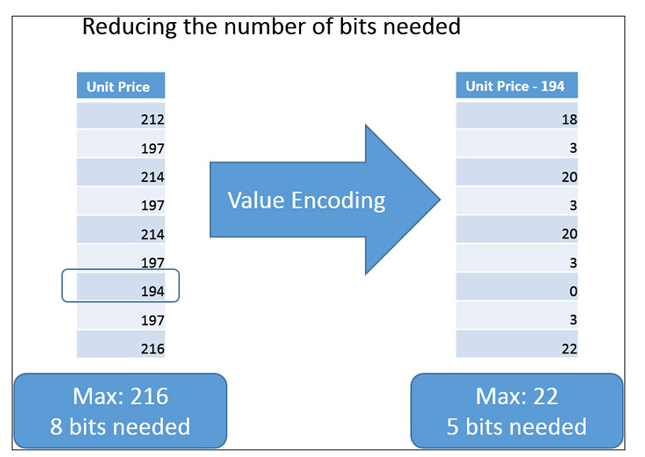 Reducing the number of bits needed
Unit Price
212
197
214
197
214
197
194
197
216
Value Encoding
Unit Price - 194
18
3
20
3
20
3
0
3
22
Max: 216
8 bits needed
Max: 22
5 bits needed